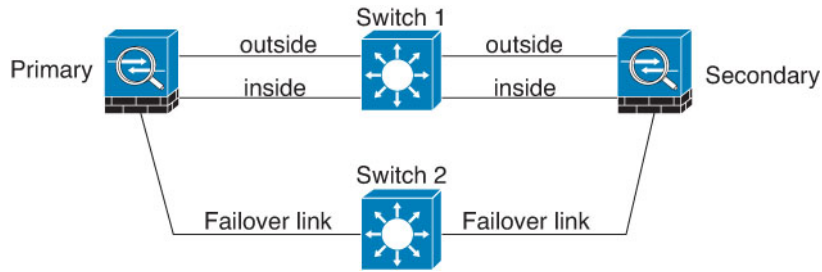 Switch 1
outside
outside
Primary
Secondary
inside
inside
Switch 2
Failover link
Failover link